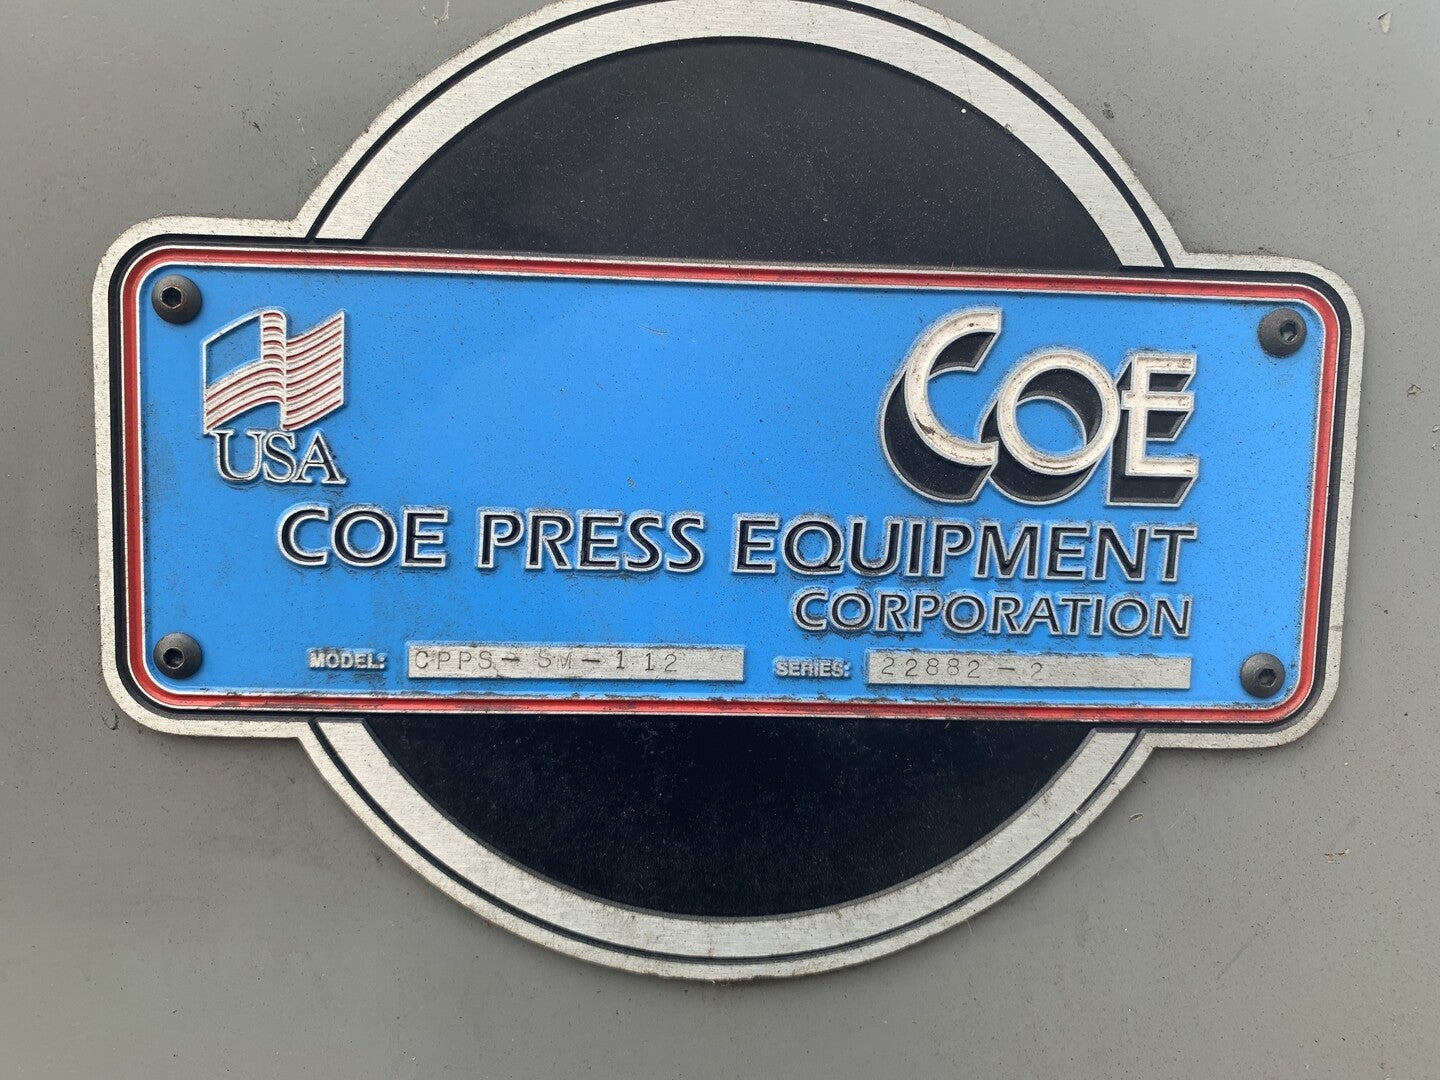 COE
USA
COE PRESS EQUIPMENT
CORPORATION
MODEL: CPPS-SM-112 SERIES: 22882-2